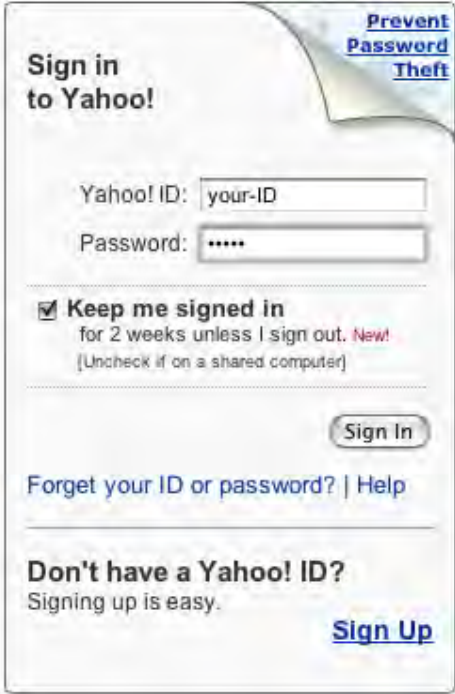 Prevent
Password
Theft
Sign in
to Yahoo!
Yahoo! ID: your-ID
Password: •••••
Keep me signed in
for 2 weeks unless I sign out. New!
[Uncheck if on a shared computer]
Sign In
Forget your ID or password? | Help
Don't have a Yahoo! ID?
Signing up is easy.
Sign Up